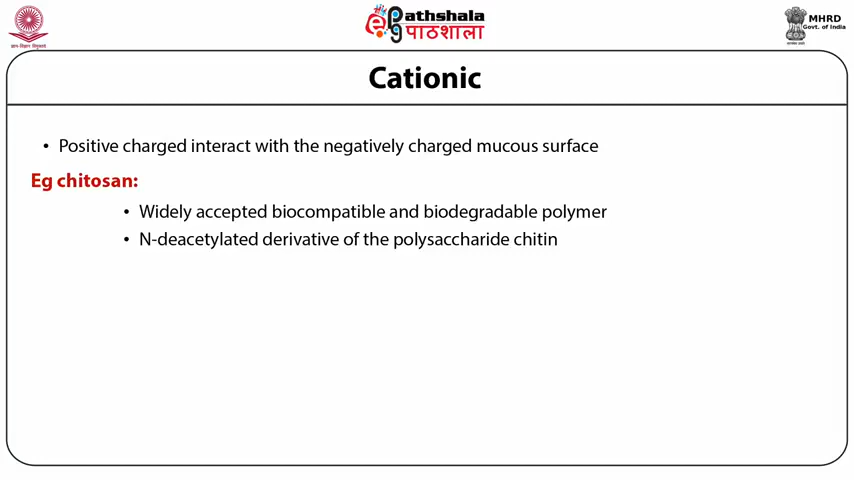 ePathshala
पाठशाला
MHRD
Govt. of India
Cationic
• Positive charged interact with the negatively charged mucous surface
Eg chitosan:
• Widely accepted biocompatible and biodegradable polymer
• N-deacetylated derivative of the polysaccharide chitin